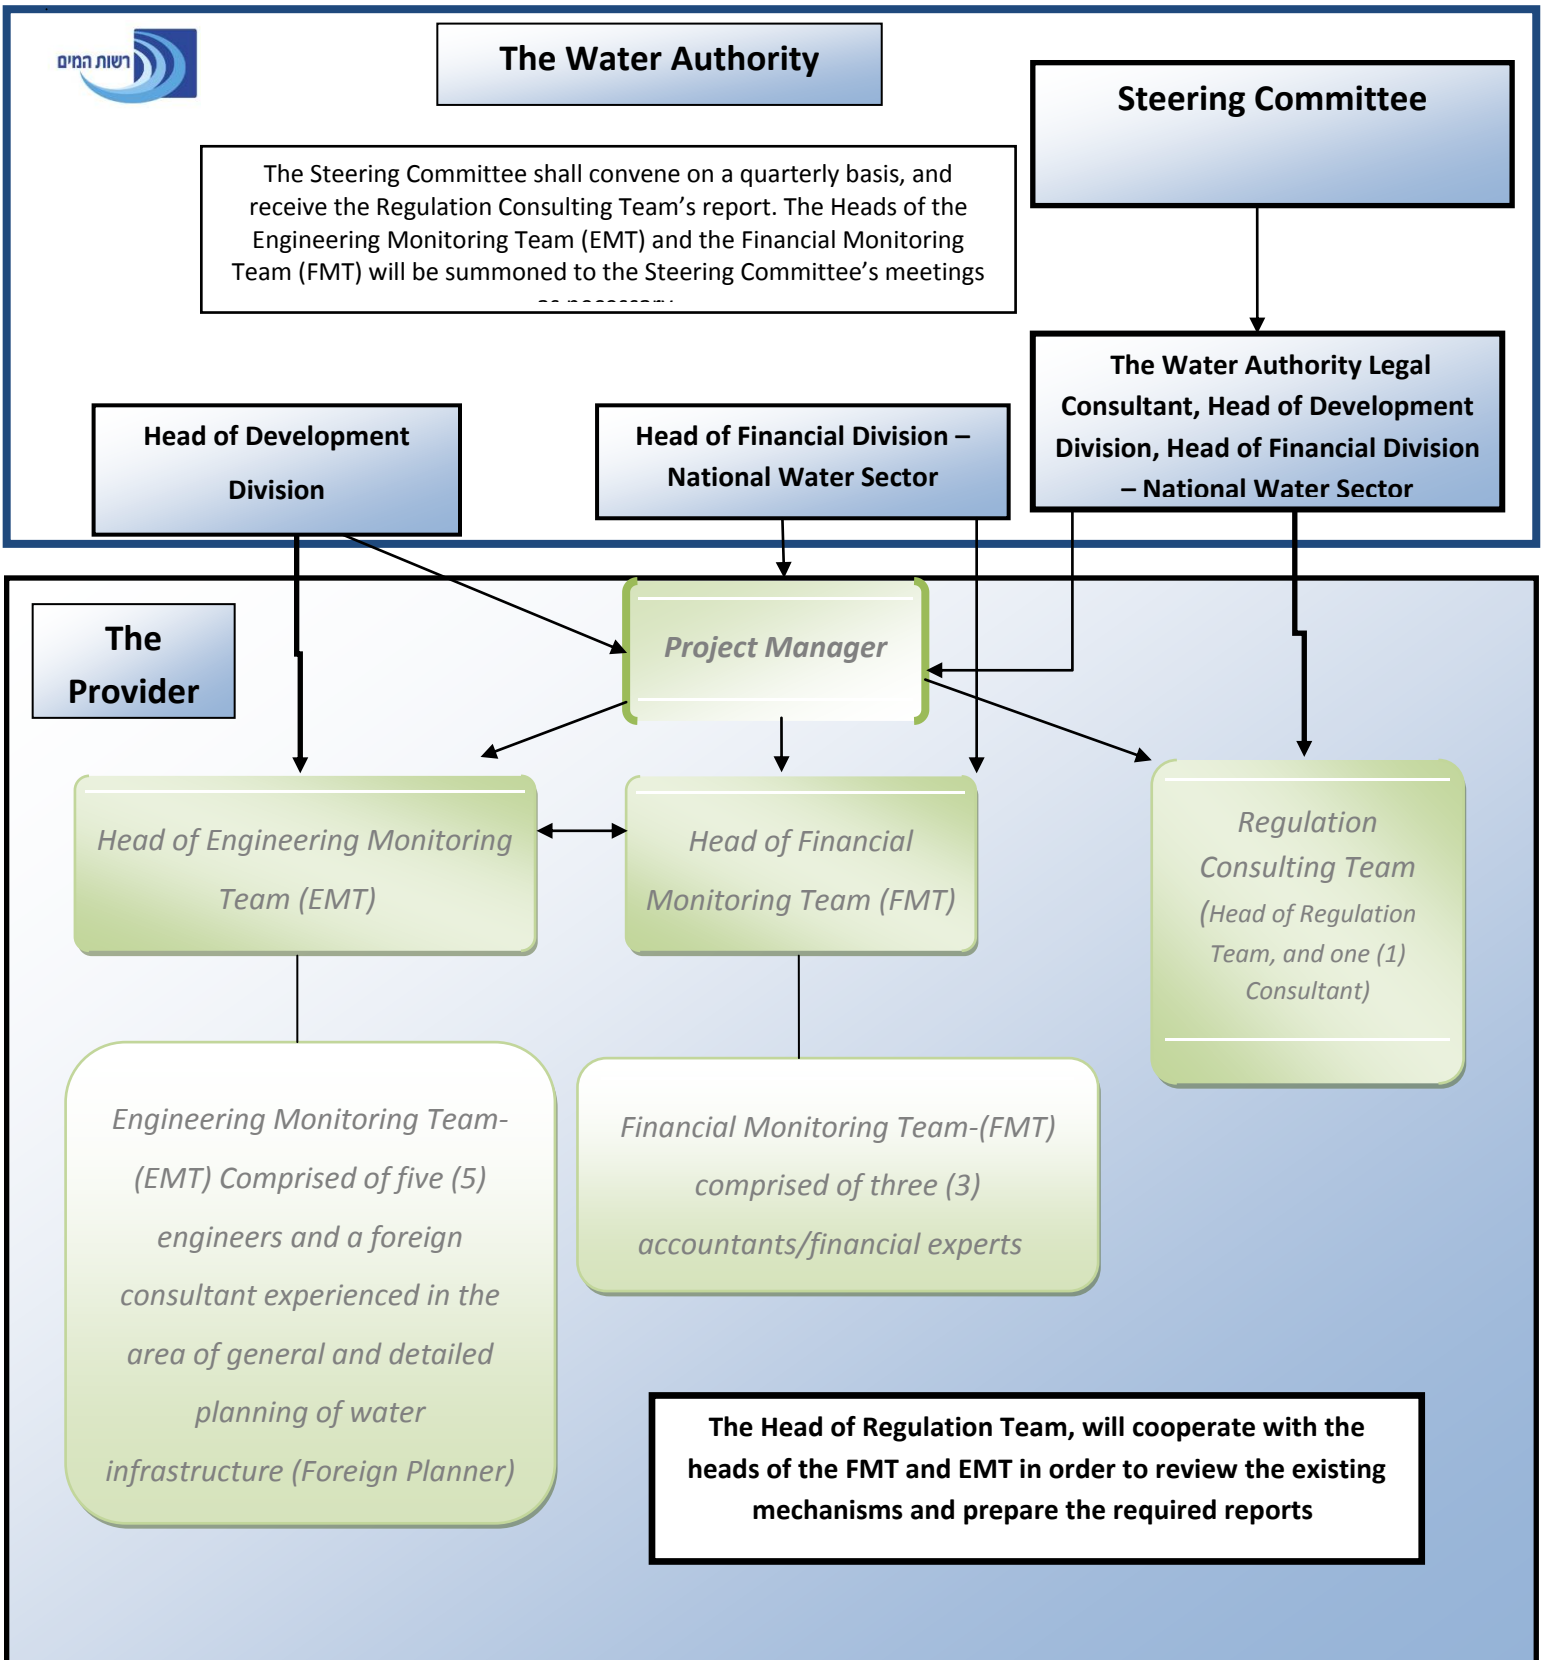 רשות המים
The Water Authority
Steering Committee
The Steering Committee shall convene on a quarterly basis, and
receive the Regulation Consulting Team’s report. The Heads of the
Engineering Monitoring Team (EMT) and the Financial Monitoring
Team (FMT) will be summoned to the Steering Committee’s meetings
as necessary
The Water Authority Legal
Consultant, Head of Development
Division, Head of Financial Division
– National Water Sector
Head of Development
Division
Head of Financial Division –
National Water Sector
The
Provider
Project Manager
Head of Engineering Monitoring
Team (EMT)
Head of Financial
Monitoring Team (FMT)
Regulation
Consulting Team
(Head of Regulation
Team, and one (1)
Consultant)
Engineering Monitoring Team-
(EMT) Comprised of five (5)
engineers and a foreign
consultant experienced in the
area of general and detailed
planning of water
infrastructure (Foreign Planner)
Financial Monitoring Team-(FMT)
comprised of three (3)
accountants/financial experts
The Head of Regulation Team, will cooperate with the
heads of the FMT and EMT in order to review the existing
mechanisms and prepare the required reports